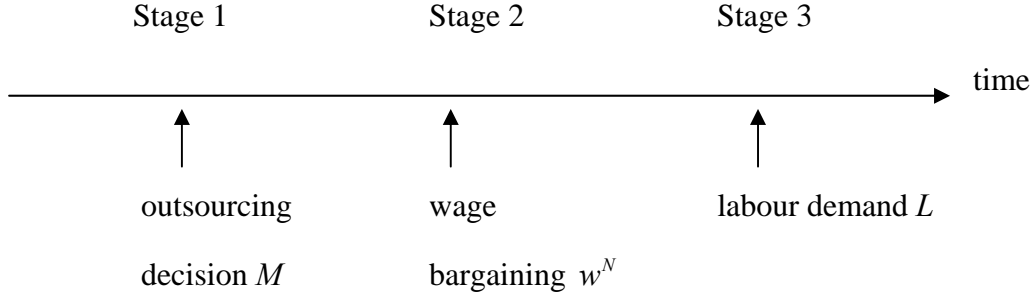 Stage 1 Stage 2 Stage 3
time
outsourcing wage labour demand L
decision M bargaining w^N